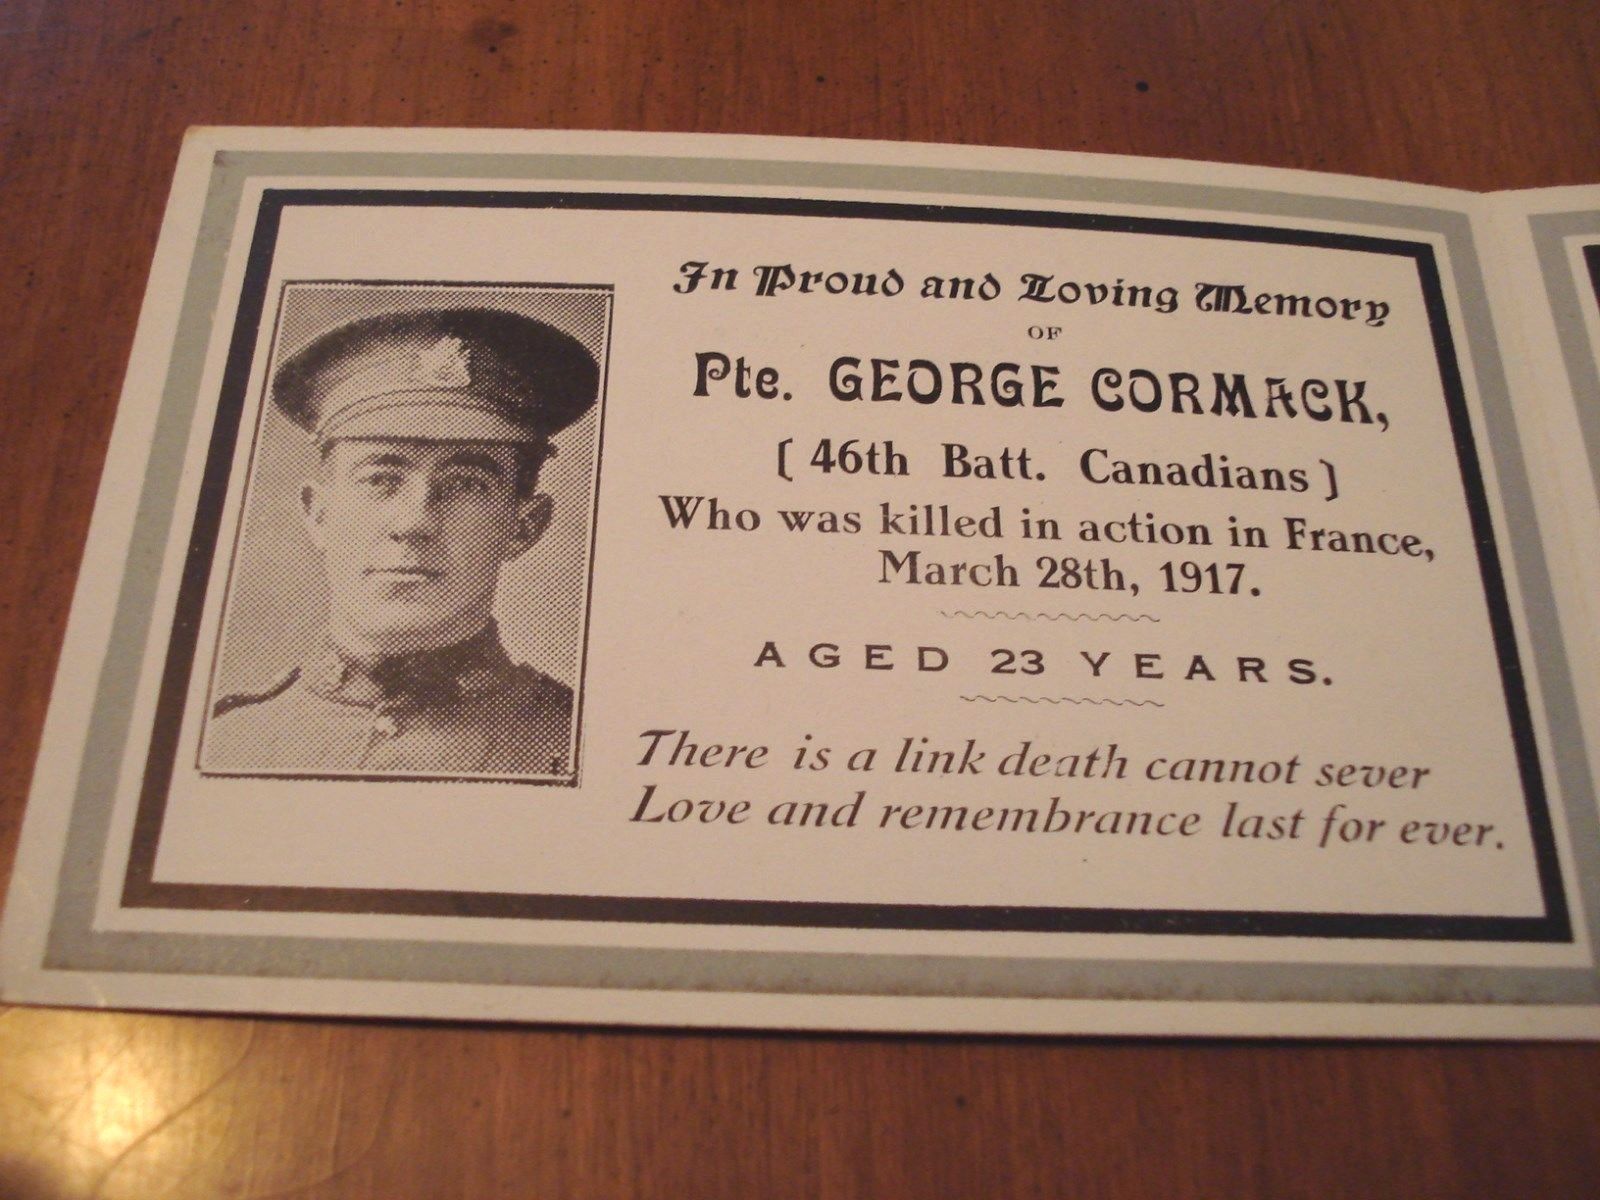 In Proud and Loving Memory
OF
Pte. GEORGE CORMACK,
[ 46th Batt. Canadians ]
Who was killed in action in France,
March 28th, 1917.
AGED 23 YEARS.
There is a link death cannot sever
Love and remembrance last for ever.